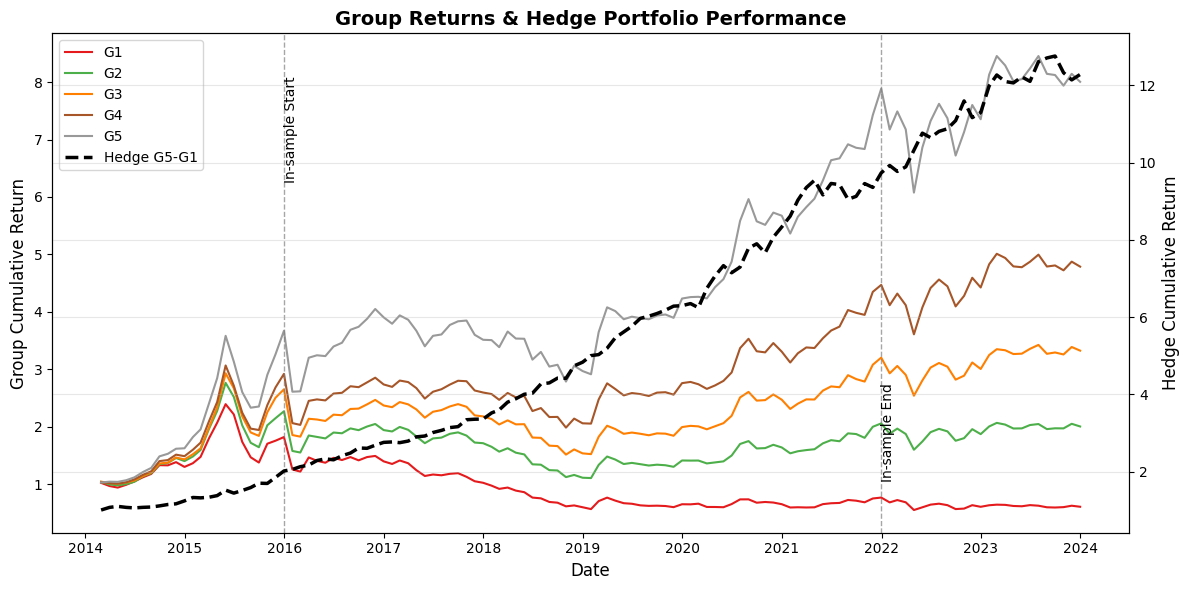 Group Returns & Hedge Portfolio Performance
G1
G2
G3
G4
G5
Hedge G5-G1
In-sample Start
In-sample End
Group Cumulative Return
8
7
6
5
4
3
2
1
12
10
8
6
4
2
Hedge Cumulative Return
2014 2015 2016 2017 2018 2019 2020 2021 2022 2023 2024
Date